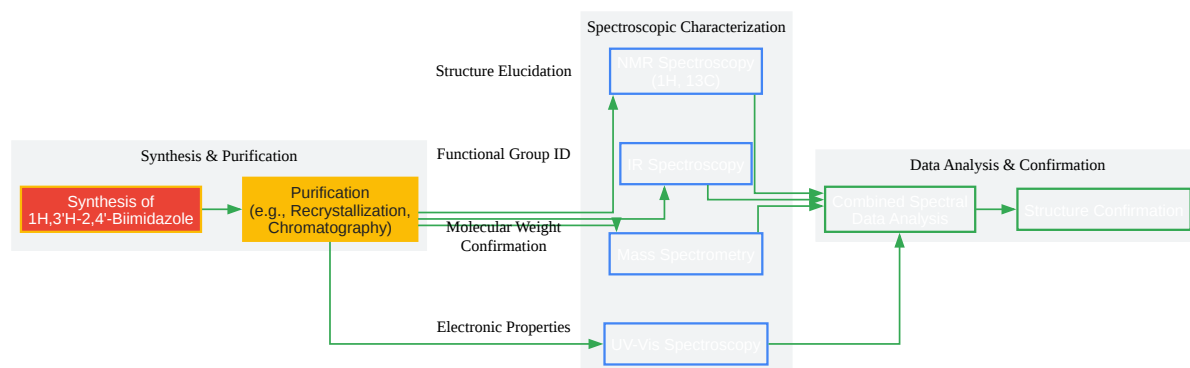 Spectroscopic Characterization
Structure Elucidation
NMR Spectroscopy
(1H, 13C)
Synthesis & Purification
Functional Group ID
IR Spectroscopy
Data Analysis & Confirmation
Synthesis of
1H,3'H-2,4'-Biimidazole
Purification
(e.g., Recrystallization,
Chromatography)
Combined Spectral
Data Analysis
Structure Confirmation
Molecular Weight
Confirmation
Mass Spectrometry
Electronic Properties
UV-Vis Spectroscopy